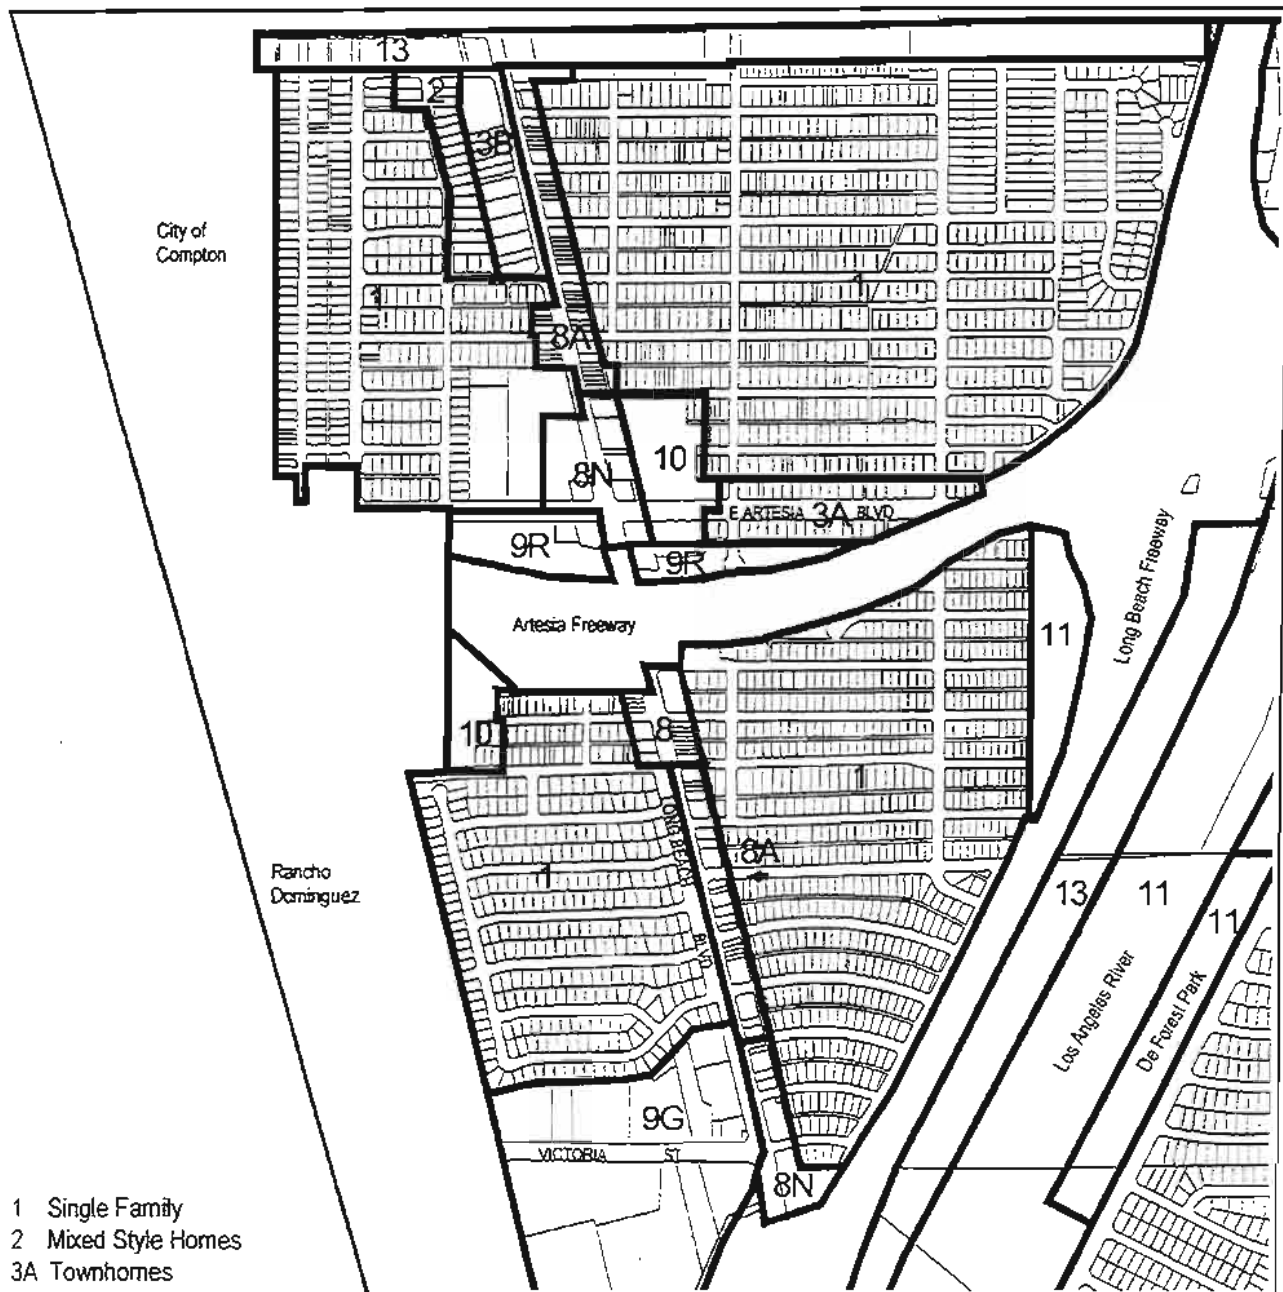 13
2
3B
City of
Compton
1
1
8A
10
8N
E ARTESIA 3A BLVD
9R
9R
Artesia Freeway
Long Beach Freeway
11
8
10
1
LONG BEACH BLVD
8A
1
Rancho
Dominguez
13
11
11
Los Angeles River
De Forest Park
9G
VICTORIA ST
8N
1 Single Family
2 Mixed Style Homes
3A Townhomes